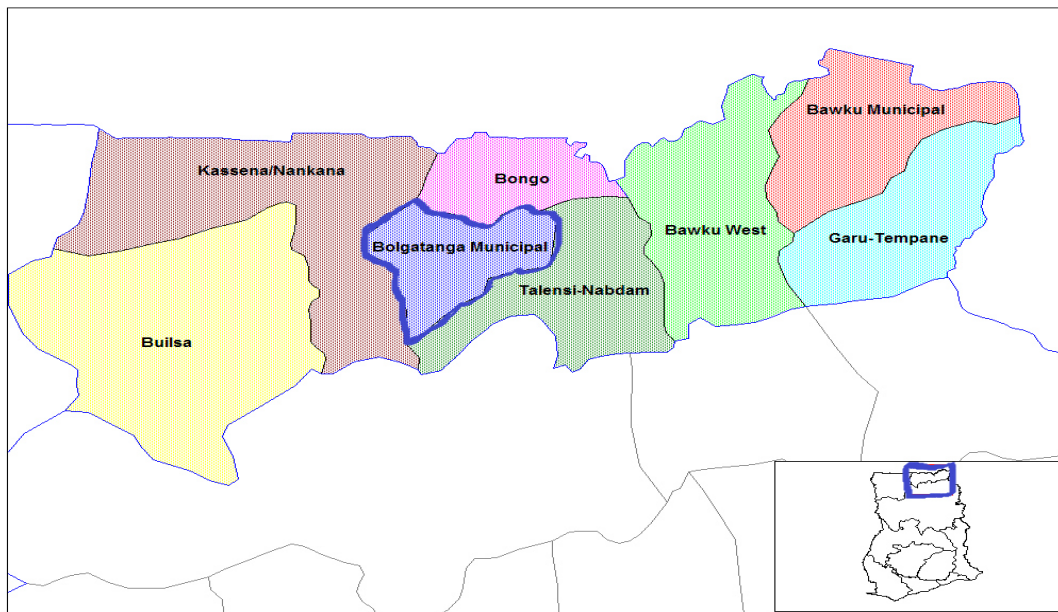 Bawku Municipal
Kassena/Nankana
Bongo
Bawku West
Garu-Tempane
Bolgatanga Municipal
Talensi-Nabdam
Builsa